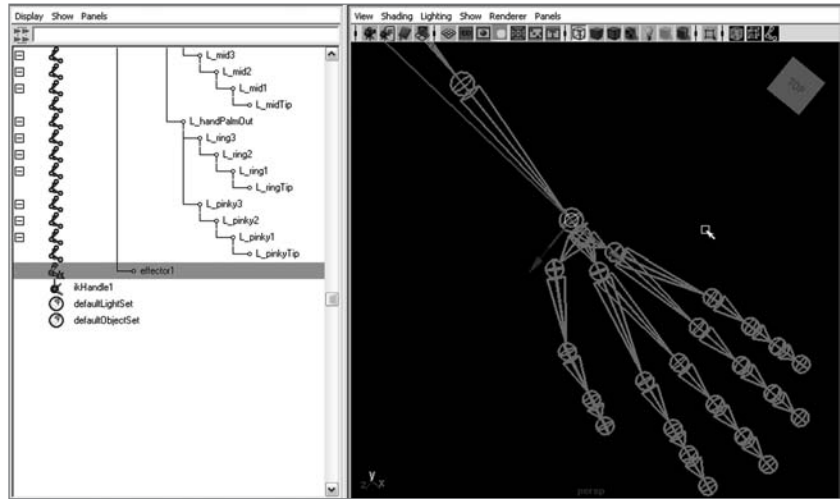 Display Show Panels
L_mid3
L_mid2
L_mid1
L_midTip
L_handPalmOut
L_ring3
L_ring2
L_ring1
L_ringTip
L_pinky3
L_pinky2
L_pinky1
L_pinkyTip
effector1
ikHandle1
defaultLightSet
defaultObjectSet
View Shading Lighting Show Renderer Panels
TOP
y
z x
persp